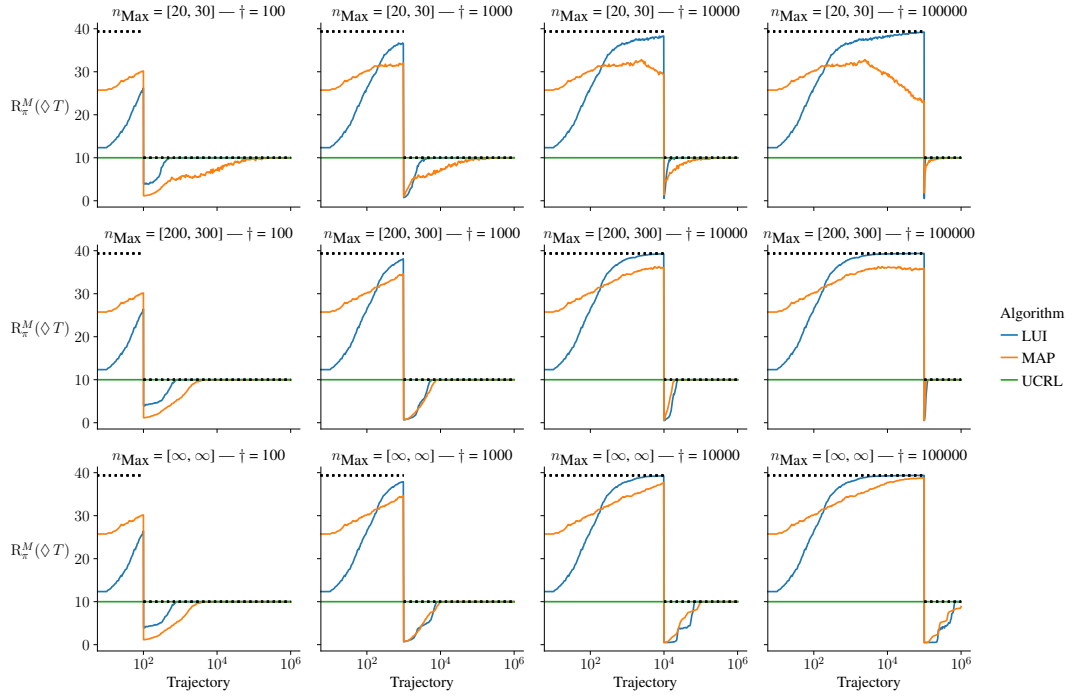 n_Max = [20, 30] — † = 100
n_Max = [20, 30] — † = 1000
n_Max = [20, 30] — † = 10000
n_Max = [20, 30] — † = 100000
40
30
20
10
0
R_π^M(◊ T)
n_Max = [200, 300] — † = 100
n_Max = [200, 300] — † = 1000
n_Max = [200, 300] — † = 10000
n_Max = [200, 300] — † = 100000
40
30
20
10
0
R_π^M(◊ T)
Algorithm
LUI
MAP
UCRL
n_Max = [∞, ∞] — † = 100
n_Max = [∞, ∞] — † = 1000
n_Max = [∞, ∞] — † = 10000
n_Max = [∞, ∞] — † = 100000
40
30
20
10
0
R_π^M(◊ T)
10^2 10^4 10^6
10^2 10^4 10^6
10^2 10^4 10^6
10^2 10^4 10^6
Trajectory
Trajectory
Trajectory
Trajectory